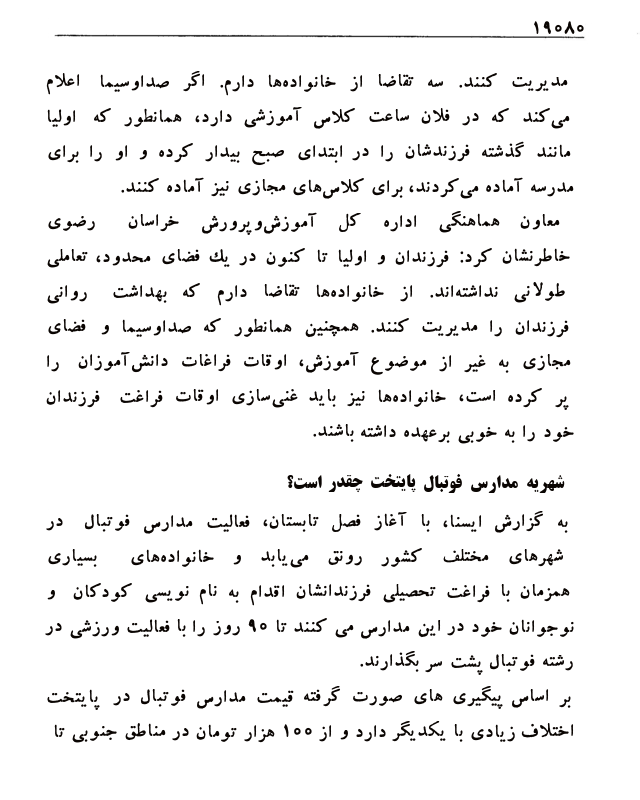 ۱۹۰۸۰
مدیریت کنند. سه تقاضا از خانواده‌ها دارم. اگر صداوسیما اعلام
می‌کند که در فلان ساعت کلاس آموزشی دارد، همانطور که اولیا
مانند گذشته فرزندشان را در ابتدای صبح بیدار کرده و او را برای
مدرسه آماده می‌کردند، برای کلاس‌های مجازی نیز آماده کنند.
معاون هماهنگی اداره کل آموزش‌وپرورش خراسان رضوی
خاطرنشان کرد: فرزندان و اولیا تا کنون در یك فضای محدود، تعاملی
طولانی نداشته‌اند. از خانواده‌ها تقاضا دارم که بهداشت روانی
فرزندان را مدیریت کنند. همچنین همانطور که صداوسیما و فضای
مجازی به غیر از موضوع آموزش، اوقات فراغات دانش‌آموزان را
پر کرده است، خانواده‌ها نیز باید غنی‌سازی اوقات فراغت فرزندان
خود را به خوبی برعهده داشته باشند.
شهریه مدارس فوتبال پایتخت چقدر است؟
به گزارش ایسنا، با آغاز فصل تابستان، فعالیت مدارس فوتبال در
شهرهای مختلف کشور رونق می‌یابد و خانواده‌های بسیاری
همزمان با فراغت تحصیلی فرزندانشان اقدام به نام نویسی کودکان و
نوجوانان خود در این مدارس می کنند تا ۹۰ روز را با فعالیت ورزشی در
رشته فوتبال پشت سر بگذارند.
بر اساس پیگیری های صورت گرفته قیمت مدارس فوتبال در پایتخت
اختلاف زیادی با یکدیگر دارد و از ۱۰۰ هزار تومان در مناطق جنوبی تا